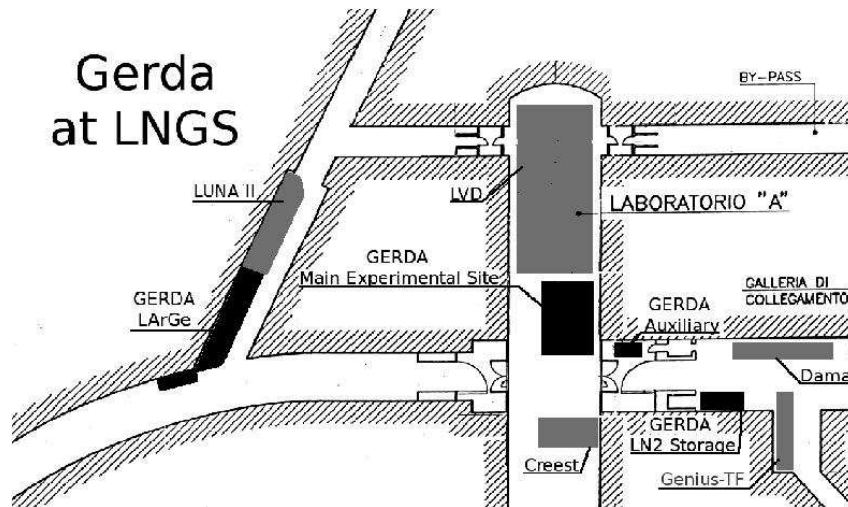 Gerda
at LNGS
BY-PASS
LUNA II
LVD
LABORATORIO "A"
GERDA
Main Experimental Site
GERDA
LArGe
GERDA
Auxiliary
GALLERIA DI
COLLEGAMENTO
Dama
GERDA
LN2 Storage
Creest
Genius-TF